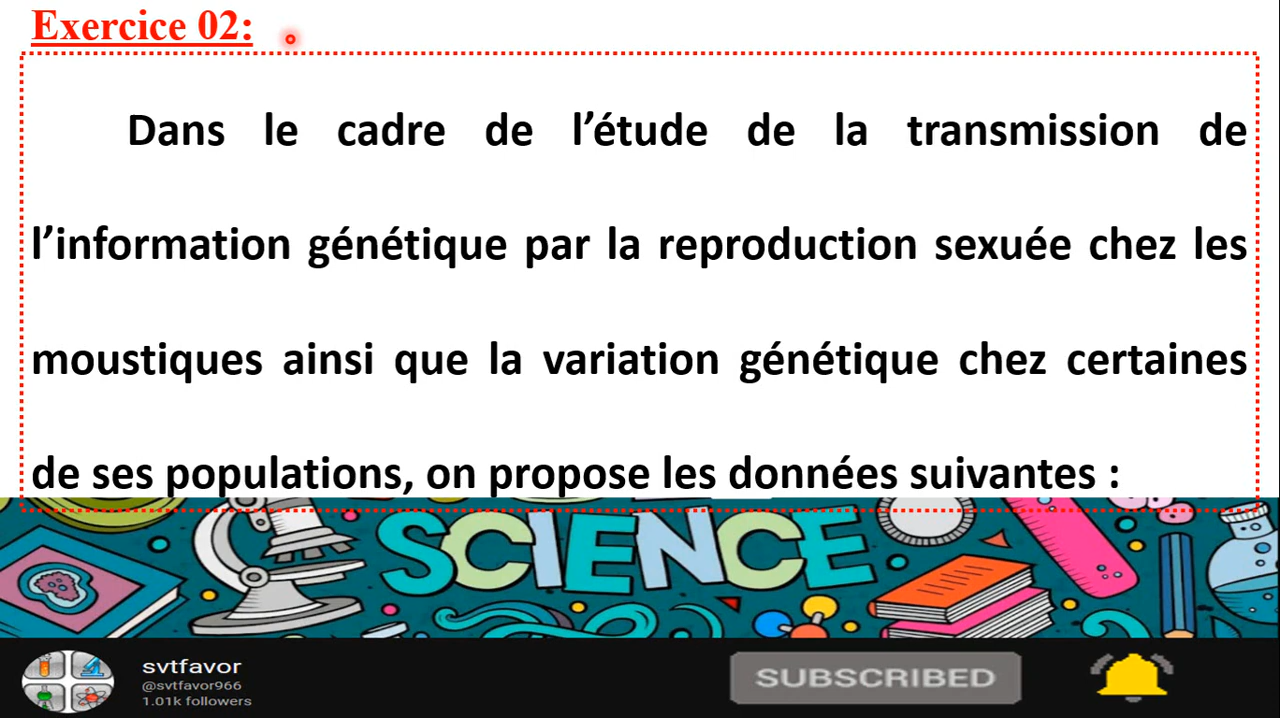 Exercice 02:
Dans le cadre de l’étude de la transmission de
l’information génétique par la reproduction sexuée chez les
moustiques ainsi que la variation génétique chez certaines
de ses populations, on propose les données suivantes :
SCIENCE
svtfavor
@svtfavor966
1.01k followers
SUBSCRIBED